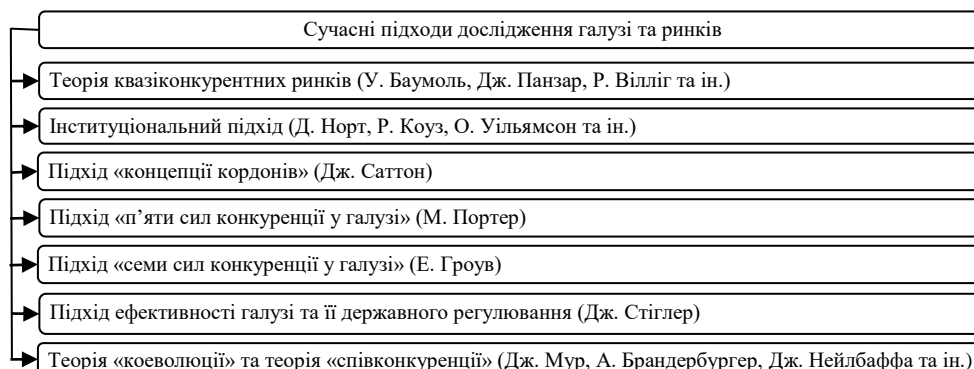 Сучасні підходи дослідження галузі та ринків
Теорія квазіконкурентних ринків (У. Баумоль, Дж. Панзар, Р. Вілліг та ін.)
Інституціональний підхід (Д. Норт, Р. Коуз, О. Уільямсон та ін.)
Підхід «концепції кордонів» (Дж. Саттон)
Підхід «п’яти сил конкуренції у галузі» (М. Портер)
Підхід «семи сил конкуренції у галузі» (Е. Гроув)
Підхід ефективності галузі та її державного регулювання (Дж. Стіглер)
Теорія «коеволюції» та теорія «співконкуренції» (Дж. Мур, А. Брандербургер, Дж. Нейлбаффа та ін.)